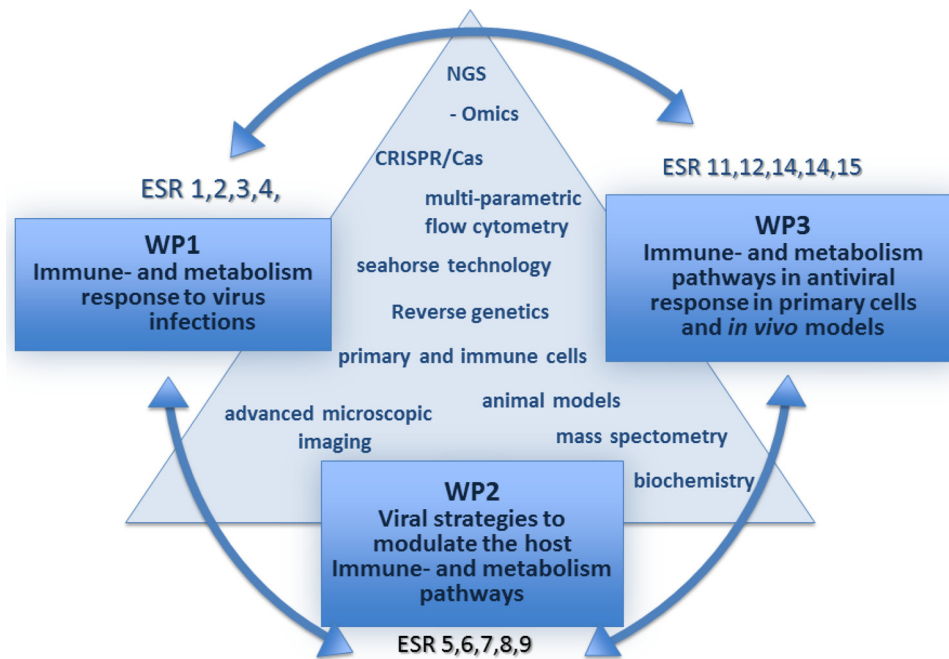 NGS
- Omics
CRISPR/Cas
multi-parametric
flow cytometry
seahorse technology
Reverse genetics
primary and immune cells
animal models
advanced microscopic
imaging
mass spectometry
biochemistry
ESR 1,2,3,4,
WP1
Immune- and metabolism
response to virus
infections
ESR 11,12,14,14,15
WP3
Immune- and metabolism
pathways in antiviral
response in primary cells
and in vivo models
WP2
Viral strategies to
modulate the host
Immune- and metabolism
pathways
ESR 5,6,7,8,9